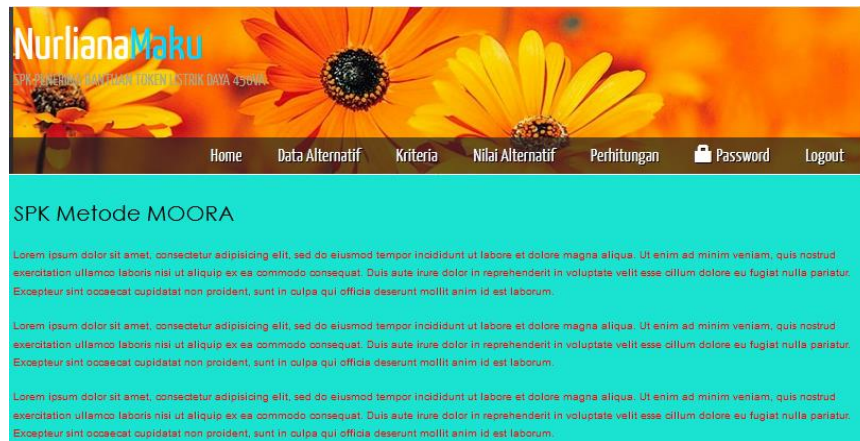 NurlianaMaku
SPK PENERIMA BANTUAN TOKEN LISTRIK DAYA 450VA
Home Data Alternatif Kriteria Nilai Alternatif Perhitungan Password Logout
SPK Metode MOORA
Lorem ipsum dolor sit amet, consectetur adipisicing elit, sed do eiusmod tempor incididunt ut labore et dolore magna aliqua. Ut enim ad minim veniam, quis nostrud
exercitation ullamco laboris nisi ut aliquip ex ea commodo consequat. Duis aute irure dolor in reprehenderit in voluptate velit esse cillum dolore eu fugiat nulla pariatur.
Excepteur sint occaecat cupidatat non proident, sunt in culpa qui officia deserunt mollit anim id est laborum.
Lorem ipsum dolor sit amet, consectetur adipisicing elit, sed do eiusmod tempor incididunt ut labore et dolore magna aliqua. Ut enim ad minim veniam, quis nostrud
exercitation ullamco laboris nisi ut aliquip ex ea commodo consequat. Duis aute irure dolor in reprehenderit in voluptate velit esse cillum dolore eu fugiat nulla pariatur.
Excepteur sint occaecat cupidatat non proident, sunt in culpa qui officia deserunt mollit anim id est laborum.
Lorem ipsum dolor sit amet, consectetur adipisicing elit, sed do eiusmod tempor incididunt ut labore et dolore magna aliqua. Ut enim ad minim veniam, quis nostrud
exercitation ullamco laboris nisi ut aliquip ex ea commodo consequat. Duis aute irure dolor in reprehenderit in voluptate velit esse cillum dolore eu fugiat nulla pariatur.
Excepteur sint occaecat cupidatat non proident, sunt in culpa qui officia deserunt mollit anim id est laborum.